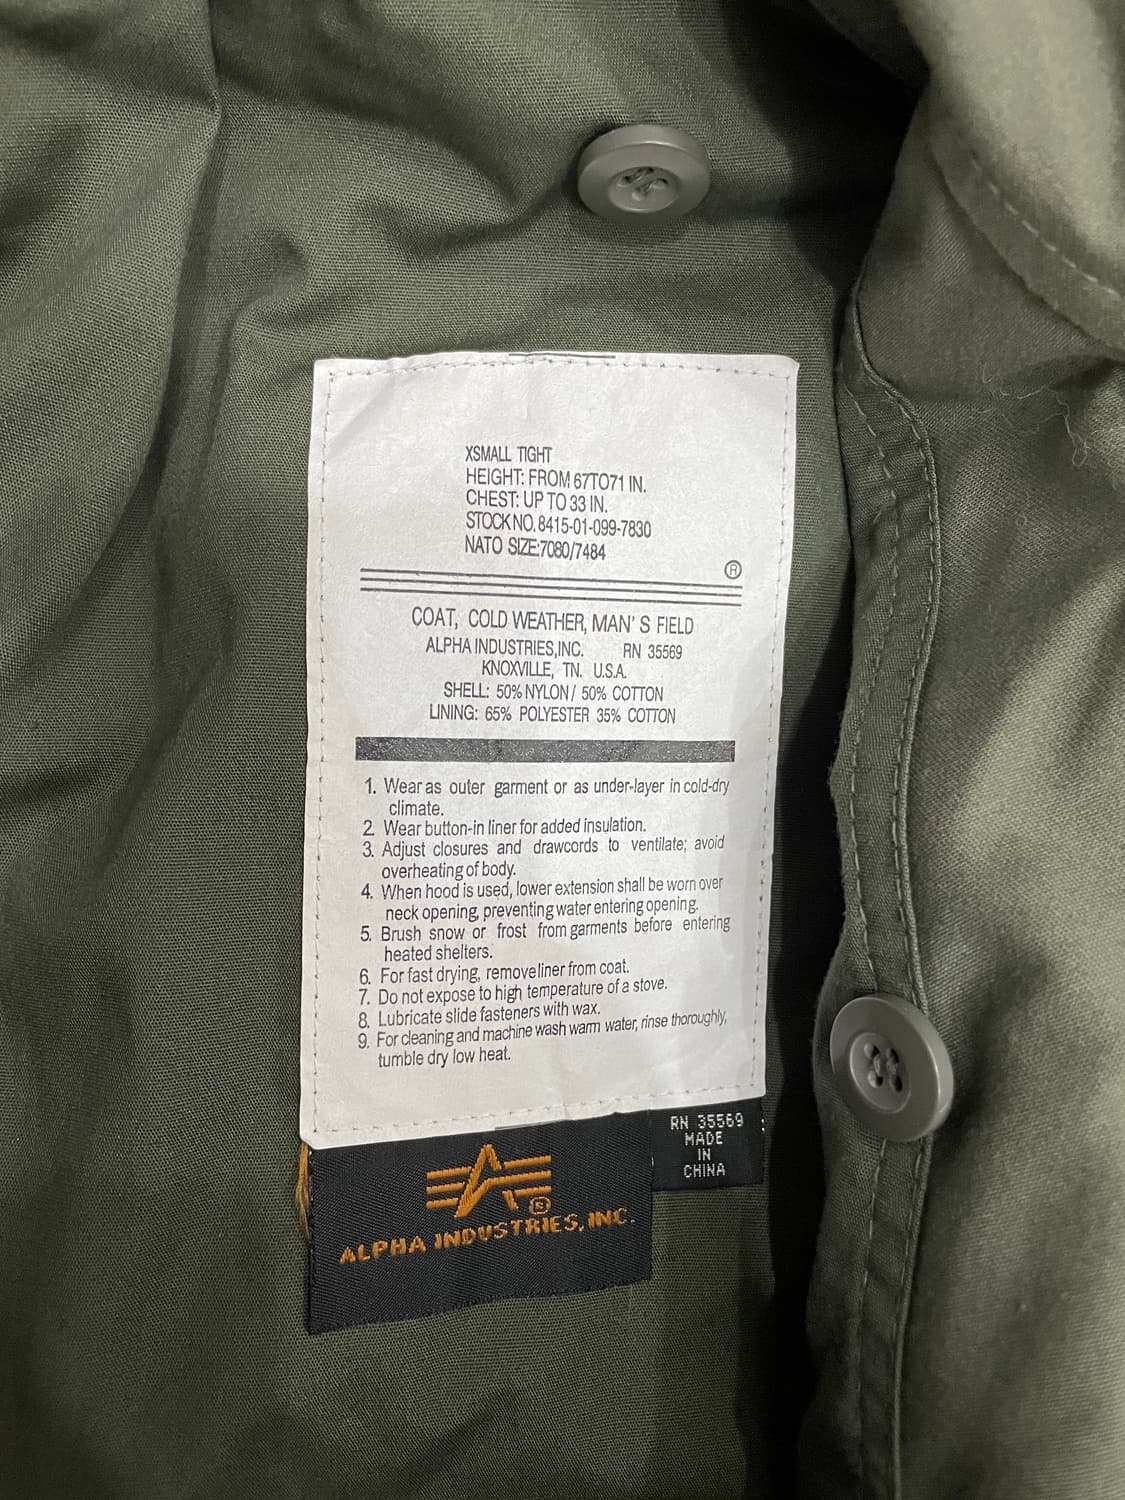 XSMALL TIGHT
HEIGHT: FROM 67TO71 IN.
CHEST: UP TO 33 IN.
STOCK NO. 8415-01-099-7830
NATO SIZE:7080/7484
®
COAT, COLD WEATHER, MAN' S FIELD
ALPHA INDUSTRIES,INC. RN 35569
KNOXVILLE, TN. U.S.A.
SHELL: 50% NYLON / 50% COTTON
LINING: 65% POLYESTER 35% COTTON
1. Wear as outer garment or as under-layer in cold-dry
climate.
2. Wear button-in liner for added insulation.
3. Adjust closures and drawcords to ventilate; avoid
overheating of body.
4. When hood is used, lower extension shall be worn over
neck opening, preventing water entering opening.
5. Brush snow or frost from garments before entering
heated shelters.
6. For fast drying, remove liner from coat.
7. Do not expose to high temperature of a stove.
8. Lubricate slide fasteners with wax.
9. For cleaning and machine wash warm water, rinse thoroughly,
tumble dry low heat.
RN 35569
MADE
IN
CHINA
®
ALPHA INDUSTRIES, INC.